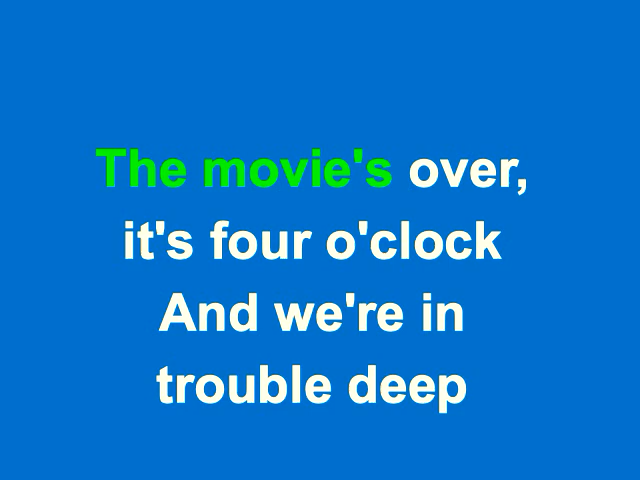 The movie's over,
it's four o'clock
And we're in
trouble deep